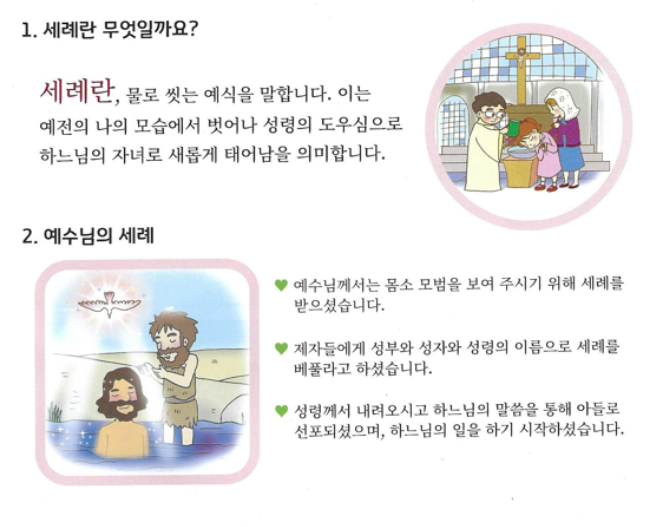 1. 세례란 무엇일까요?
세례란, 물로 씻는 예식을 말합니다. 이는
예전의 나의 모습에서 벗어나 성령의 도우심으로
하느님의 자녀로 새롭게 태어남을 의미합니다.
2. 예수님의 세례
예수님께서는 몸소 모범을 보여 주시기 위해 세례를
받으셨습니다.
제자들에게 성부와 성자와 성령의 이름으로 세례를
베풀라고 하셨습니다.
성령께서 내려오시고 하느님의 말씀을 통해 아들로
선포되셨으며, 하느님의 일을 하기 시작하셨습니다.